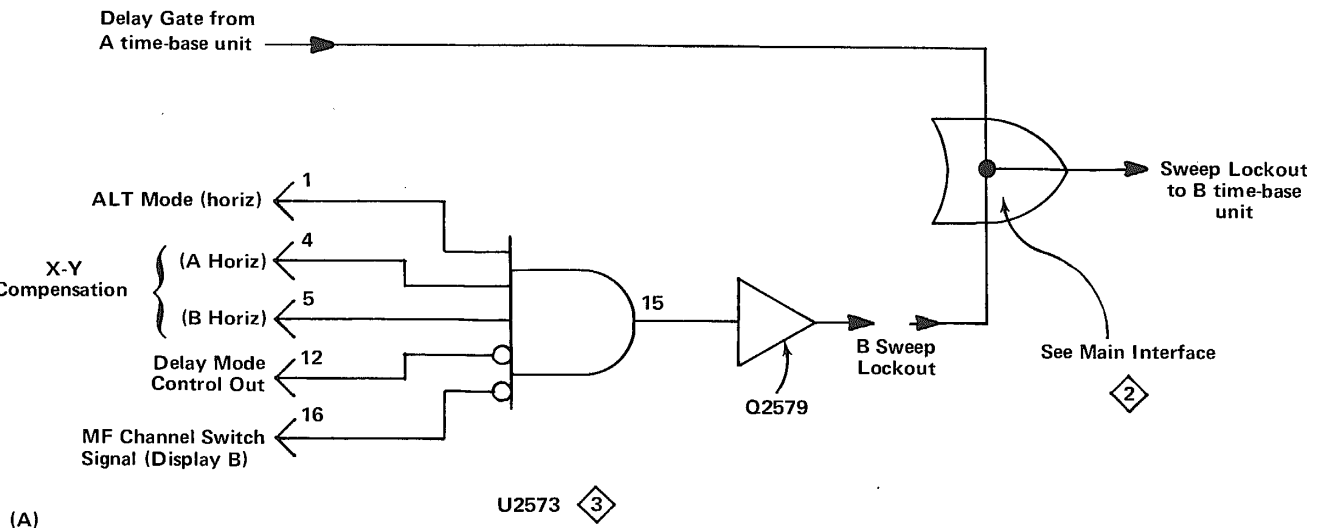 Delay Gate from
A time-base unit
Sweep Lockout
to B time-base
unit
ALT Mode (horiz)
1
X-Y
Compensation
(A Horiz)
4
(B Horiz)
5
Delay Mode
Control Out
12
MF Channel Switch
Signal (Display B)
16
15
Q2579
B Sweep
Lockout
See Main Interface
2
U2573
3
(A)